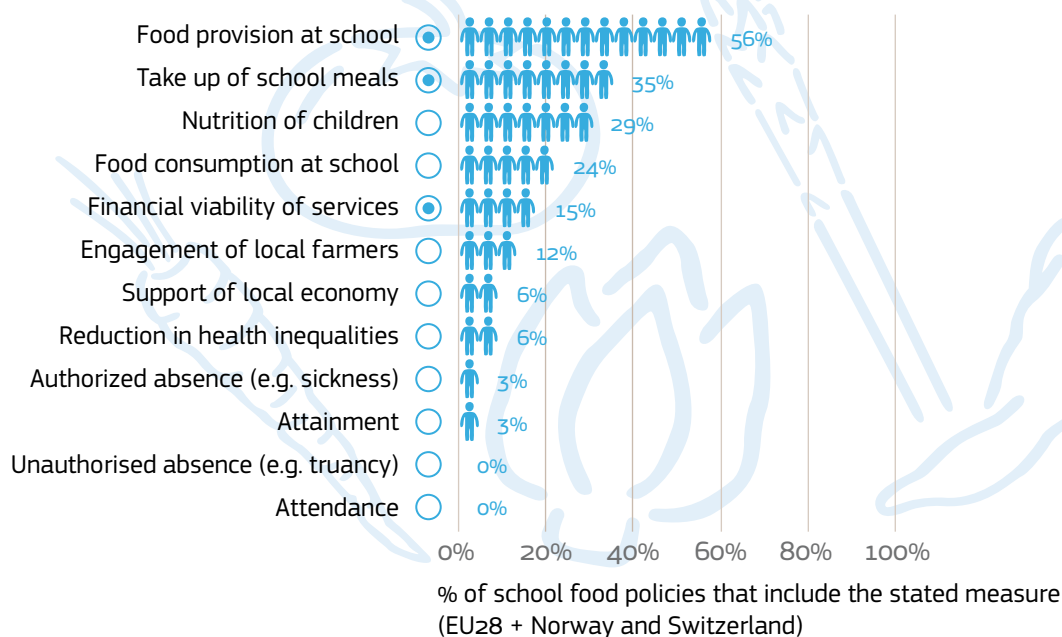 Food provision at school 56%
Take up of school meals 35%
Nutrition of children 29%
Food consumption at school 24%
Financial viability of services 15%
Engagement of local farmers 12%
Support of local economy 6%
Reduction in health inequalities 6%
Authorized absence (e.g. sickness) 3%
Attainment 3%
Unauthorised absence (e.g. truancy) 0%
Attendance 0%
0% 20% 40% 60% 80% 100%
% of school food policies that include the stated measure
(EU28 + Norway and Switzerland)